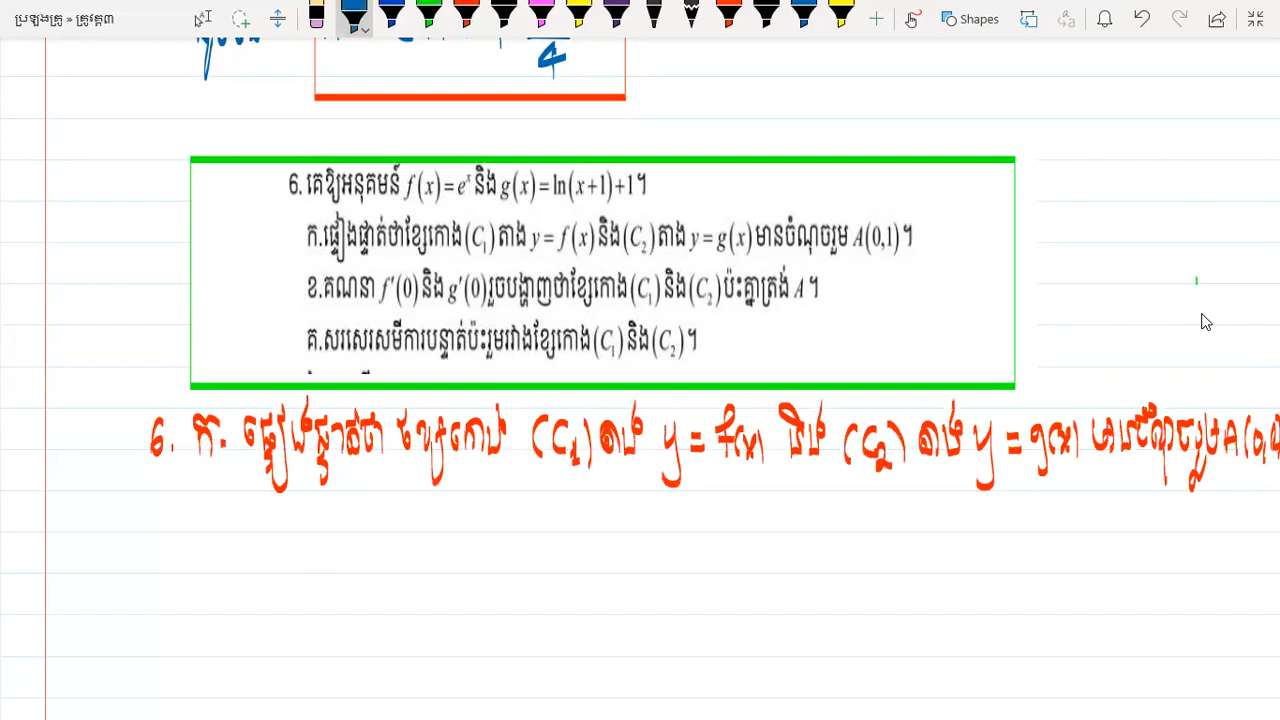 ប្រឡងគ្រូ » គ្រូវគ្គ៣
Shapes
4
6. គេឱ្យអនុគមន៍ f(x)=eˣ និង g(x)=ln(x+1)+1។
ក.ផ្ទៀងផ្ទាត់ថាខ្សែកោង(C₁)តាង y=f(x)និង(C₂)តាង y=g(x)មានចំណុចរួម A(0,1)។
ខ.គណនា f′(0)និង g′(0)រួចបង្ហាញថាខ្សែកោង(C₁)និង(C₂)ប៉ះគ្នាត្រង់ A។
គ.សរសេរសមីការបន្ទាត់ប៉ះរួមរវាងខ្សែកោង(C₁)និង(C₂)។
6. ក. ផ្ទៀងផ្ទាត់ថា ខ្សែកោង (C₁) តាង y = f(x) និង (C₂) តាង y = g(x) មានចំណុចរួម A(0,1